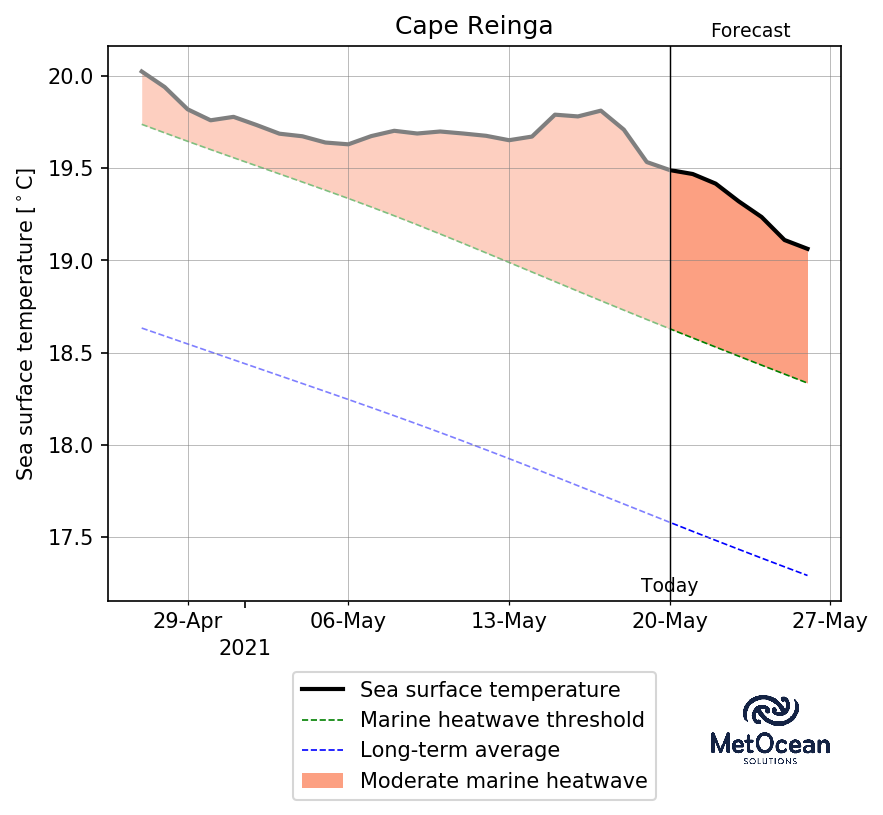 Cape Reinga
Forecast
Sea surface temperature [°C]
20.0
19.5
19.0
18.5
18.0
17.5
Today
29-Apr 06-May 13-May 20-May 27-May
2021
Sea surface temperature
Marine heatwave threshold
Long-term average
Moderate marine heatwave
MetOcean
SOLUTIONS